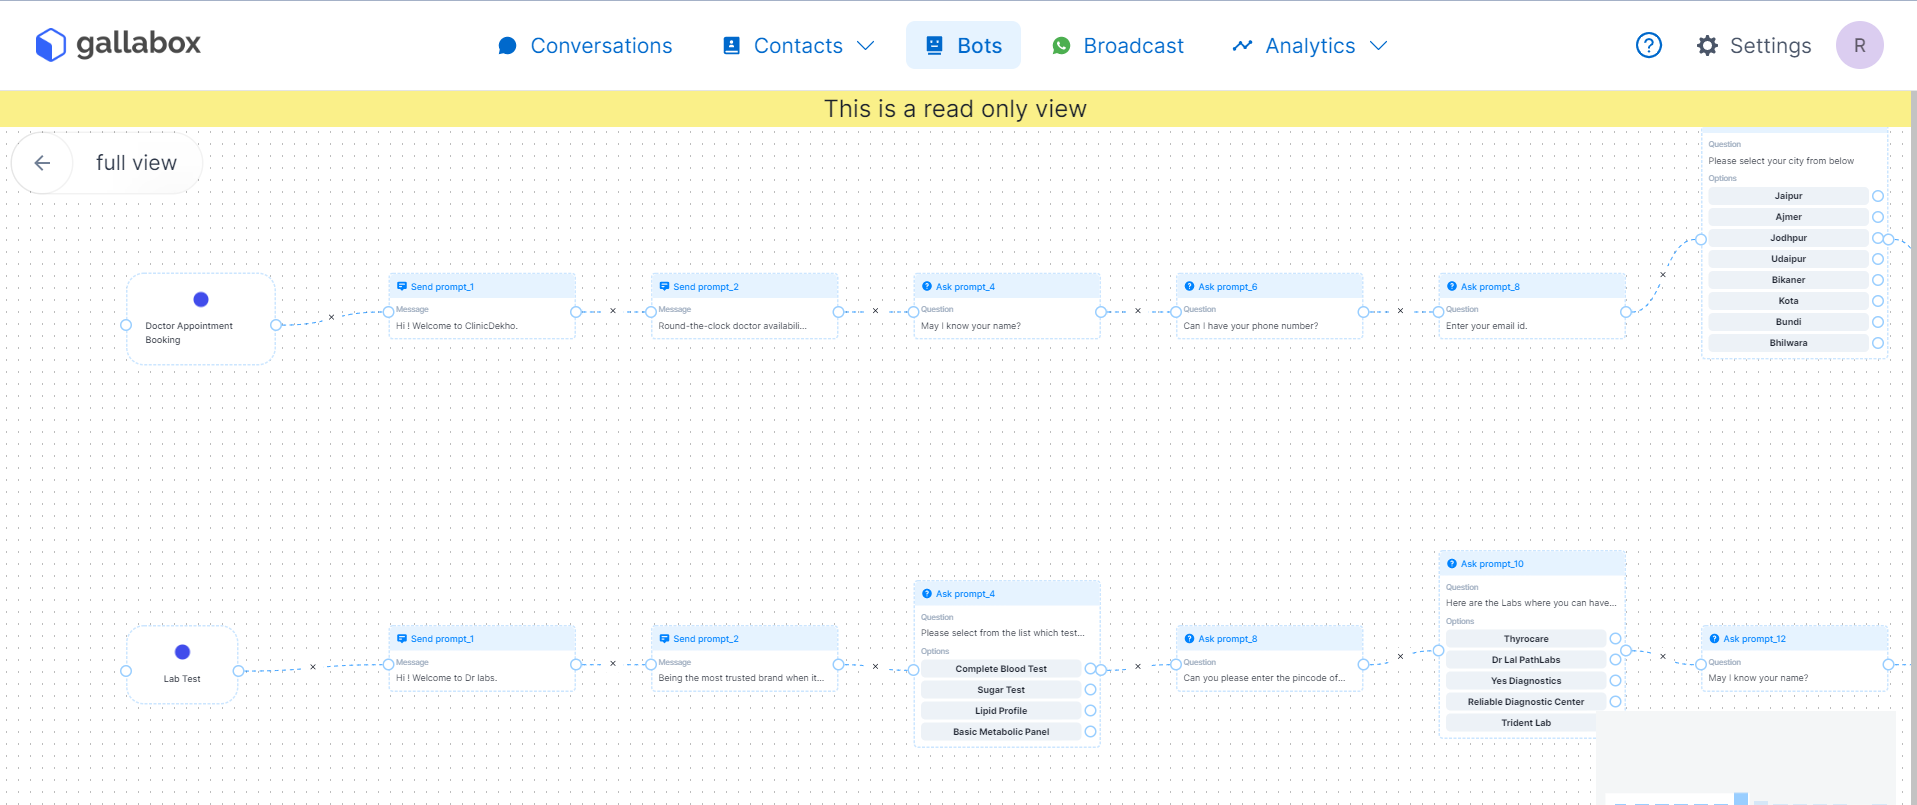 gallabox
Conversations
Contacts
Bots
Broadcast
Analytics
?
Settings
R
This is a read only view
full view
Question
Please select your city from below
Options
Jaipur
Ajmer
Jodhpur
Udaipur
Bikaner
Kota
Bundi
Bhilwara
Doctor Appointment
Booking
Send prompt_1
Message
Hi ! Welcome to ClinicDekho.
Send prompt_2
Message
Round-the-clock doctor availabili...
Ask prompt_4
Question
May I know your name?
Ask prompt_6
Question
Can I have your phone number?
Ask prompt_8
Question
Enter your email id.
Lab Test
Send prompt_1
Message
Hi ! Welcome to Dr labs.
Send prompt_2
Message
Being the most trusted brand when it...
Ask prompt_4
Question
Please select from the list which test...
Options
Complete Blood Test
Sugar Test
Lipid Profile
Basic Metabolic Panel
Ask prompt_8
Question
Can you please enter the pincode of...
Ask prompt_10
Question
Here are the Labs where you can have...
Options
Thyrocare
Dr Lal PathLabs
Yes Diagnostics
Reliable Diagnostic Center
Trident Lab
Ask prompt_12
Question
May I know your name?